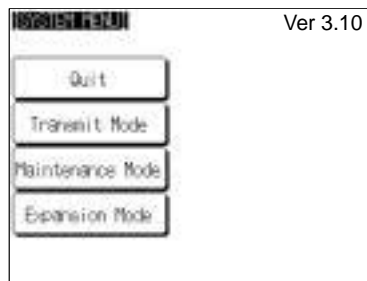 [SYSTEM MENU]
Ver 3.10
Quit
Transmit Mode
Maintenance Mode
Expansion Mode